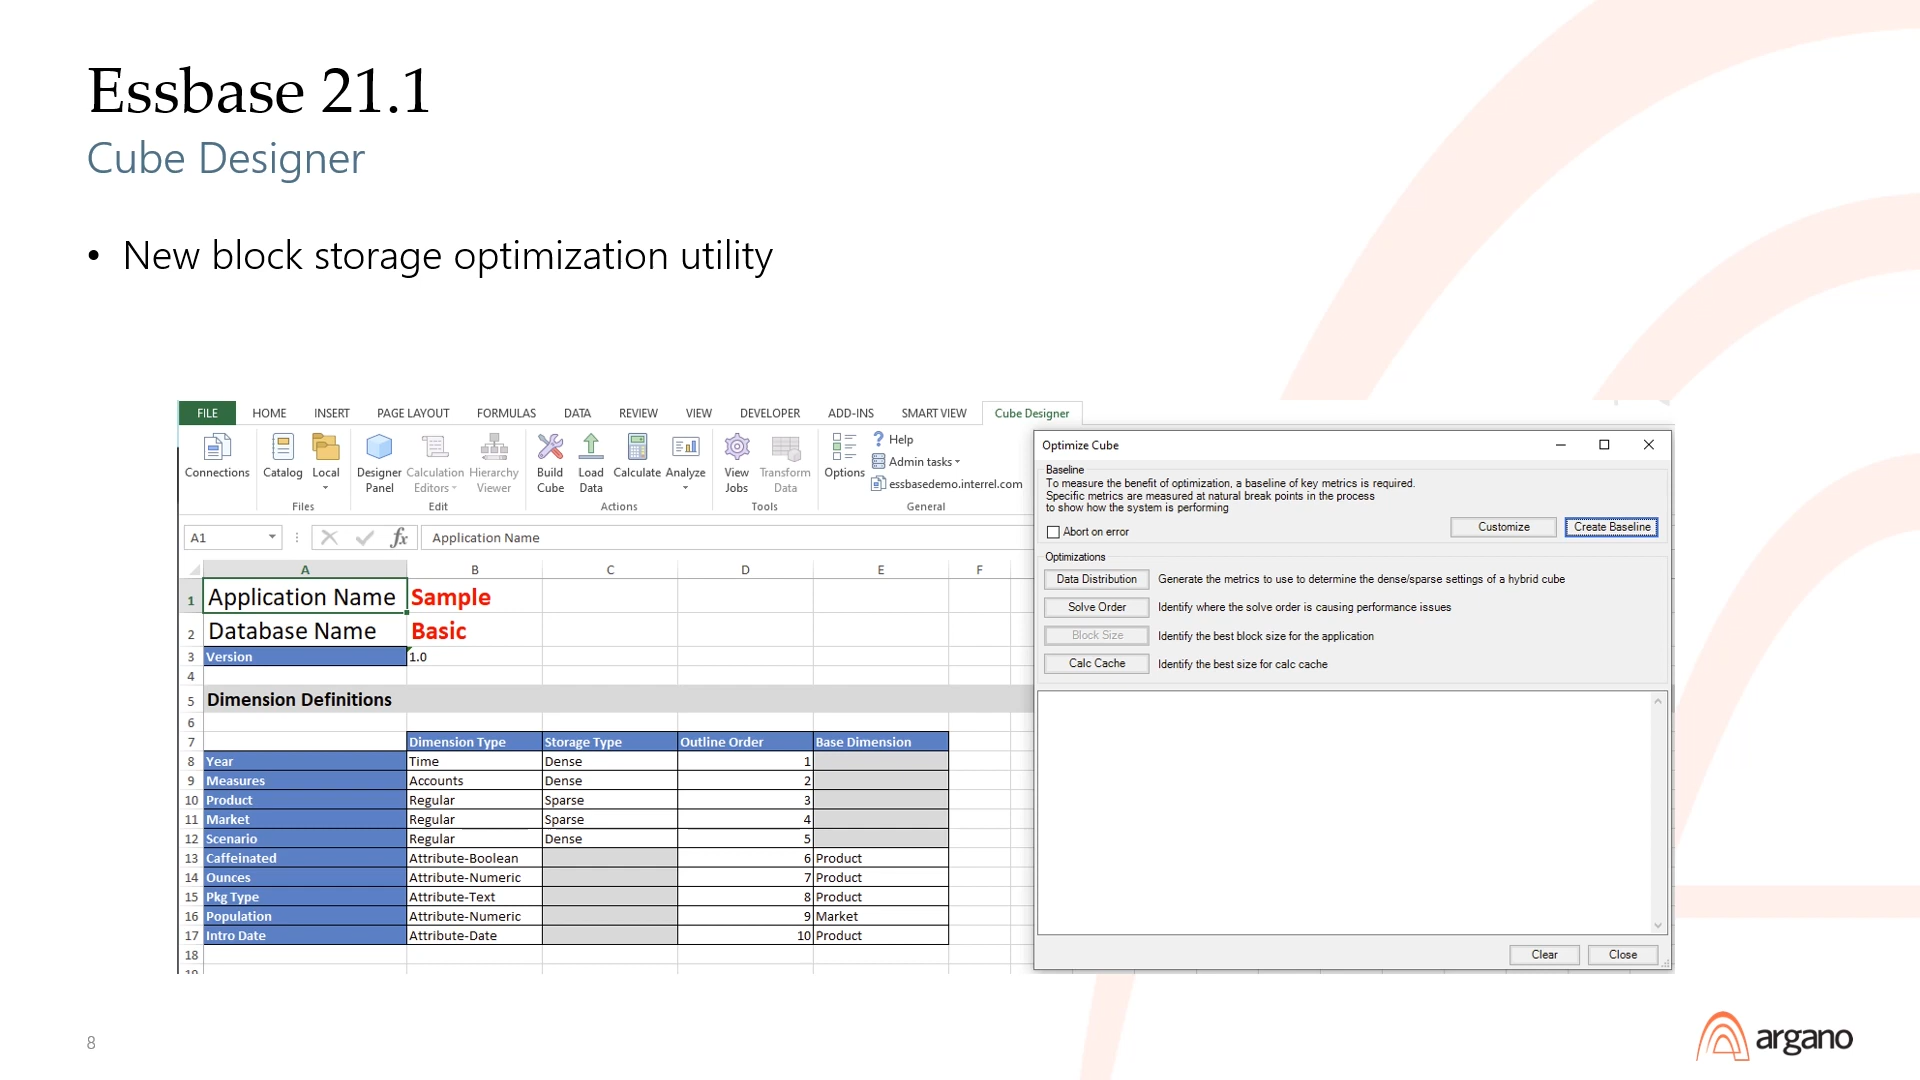 Essbase 21.1
Cube Designer
• New block storage optimization utility
FILE HOME INSERT PAGE LAYOUT FORMULAS DATA REVIEW VIEW DEVELOPER ADD-INS SMART VIEW Cube Designer
Connections
Catalog
Local
Files
Designer Panel
Calculation Editors
Hierarchy Viewer
Edit
Build Cube
Load Data
Calculate
Analyze
Actions
View Jobs
Transform Data
Tools
Options
? Help
Admin tasks
essbasedemo.interrel.com
General
A1 fx Application Name
A B C D E F
1 Application Name Sample
2 Database Name Basic
3 Version 1.0
4
5 Dimension Definitions
6
7 Dimension Type Storage Type Outline Order Base Dimension
8 Year Time Dense 1
9 Measures Accounts Dense 2
10 Product Regular Sparse 3
11 Market Regular Sparse 4
12 Scenario Regular Dense 5
13 Caffeinated Attribute-Boolean 6 Product
14 Ounces Attribute-Numeric 7 Product
15 Pkg Type Attribute-Text 8 Product
16 Population Attribute-Numeric 9 Market
17 Intro Date Attribute-Date 10 Product
18
19
Optimize Cube
Baseline
To measure the benefit of optimization, a baseline of key metrics is required.
Specific metrics are measured at natural break points in the process
to show how the system is performing
Abort on error
Customize Create Baseline
Optimizations
Data Distribution Generate the metrics to use to determine the dense/sparse settings of a hybrid cube
Solve Order Identify where the solve order is causing performance issues
Block Size Identify the best block size for the application
Calc Cache Identify the best size for calc cache
Clear Close
8
argano